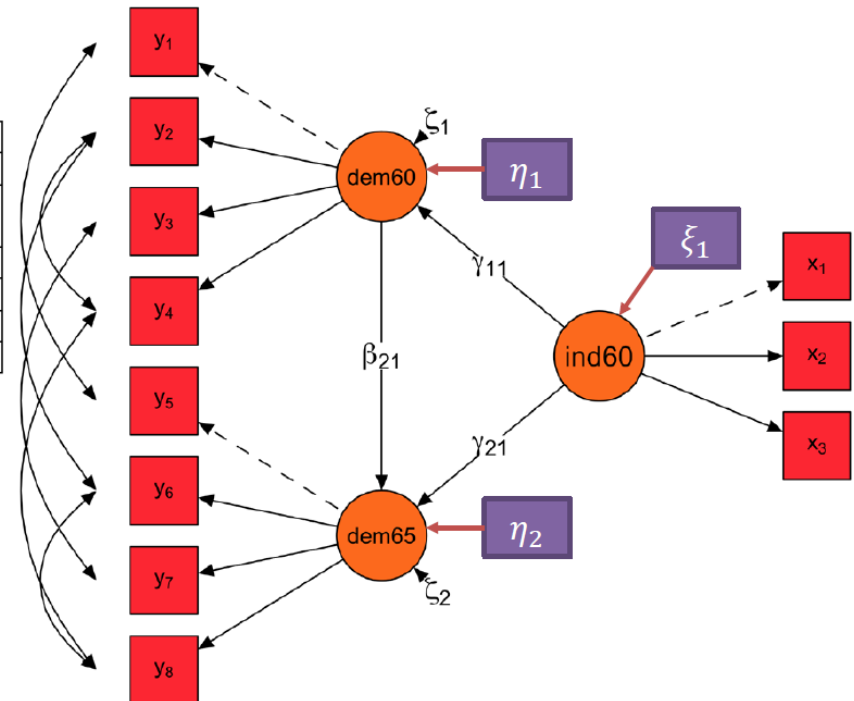 y₁
y₂
y₃
y₄
y₅
y₆
y₇
y₈
ζ₁
dem60
η₁
γ₁₁
ξ₁
β₂₁
ind60
γ₂₁
x₁
x₂
x₃
dem65
η₂
ζ₂